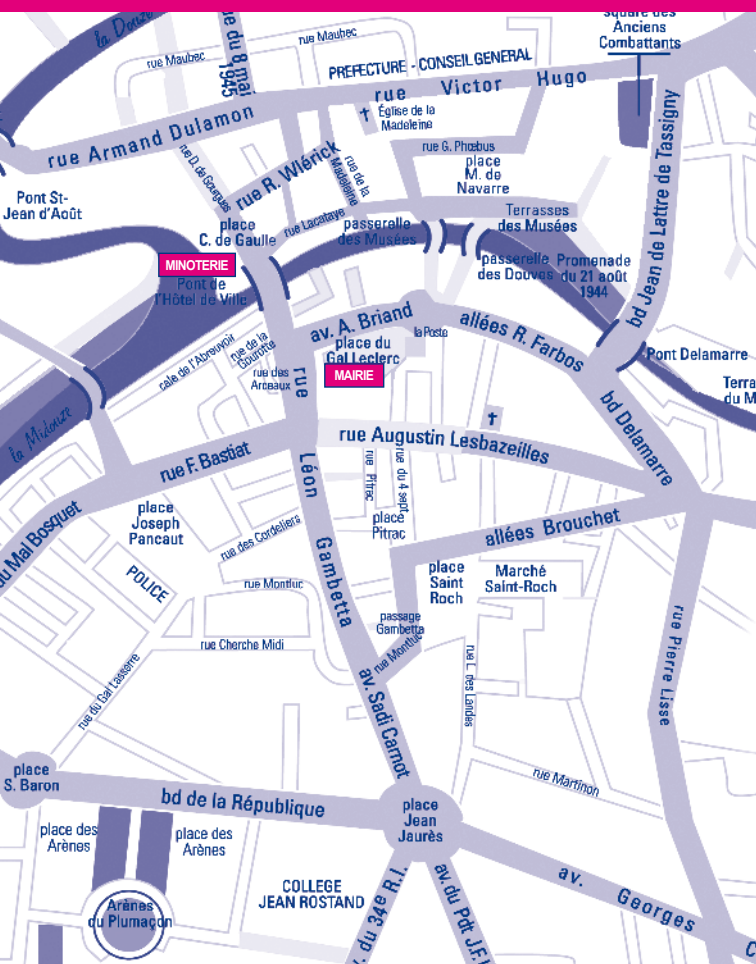 la Douze
rue du 8 mai
1945
rue Maubec
rue Maubec
square des
Anciens
Combattants
PREFECTURE - CONSEIL GENERAL
rue Victor Hugo
Église de la
Madeleine
rue Armand Dulamon
rue D. de Gourgues
rue R. Wlérick
rue de la
Madeleine
rue G. Phœbus
place
M. de
Navarre
bd Jean de Lattre de Tassigny
Pont St-
Jean d'Août
place
C. de Gaulle
rue Lacataye
passerelle
des Musées
Terrasses
des Musées
MINOTERIE
Pont de
l'Hôtel de Ville
passerelle
des Douves
Promenade
du 21 août
1944
av. A. Briand
la Poste
allées R. Farbos
Pont Delamarre
Terra
du M
cale de l'Abreuvoir
rue de la
Gourotte
rue des
Arceaux
place du
Gal Leclerc
MAIRIE
rue Léon Gambetta
bd Delamarre
la Midouze
rue Augustin Lesbazeilles
rue F. Bastiat
rue Pitrac
rue du 4 sept.
place
Pitrac
du Mal Bosquet
place
Joseph
Pancaut
rue des Cordeliers
allées Brouchet
POLICE
rue Montluc
place
Saint
Roch
Marché
Saint-Roch
passage
Gambetta
rue Montluc
rue Cherche Midi
rue Pierre Lisse
rue L. des Landes
rue du Gal Lasserre
av. Sadi Carnot
place
S. Baron
rue Martinon
bd de la République
place
Jean
Jaurès
place des
Arènes
place des
Arènes
av. Georges C
COLLEGE
JEAN ROSTAND
Arènes
du Plumaçon
. du 34e R.I.
av. du Pdt J.F.